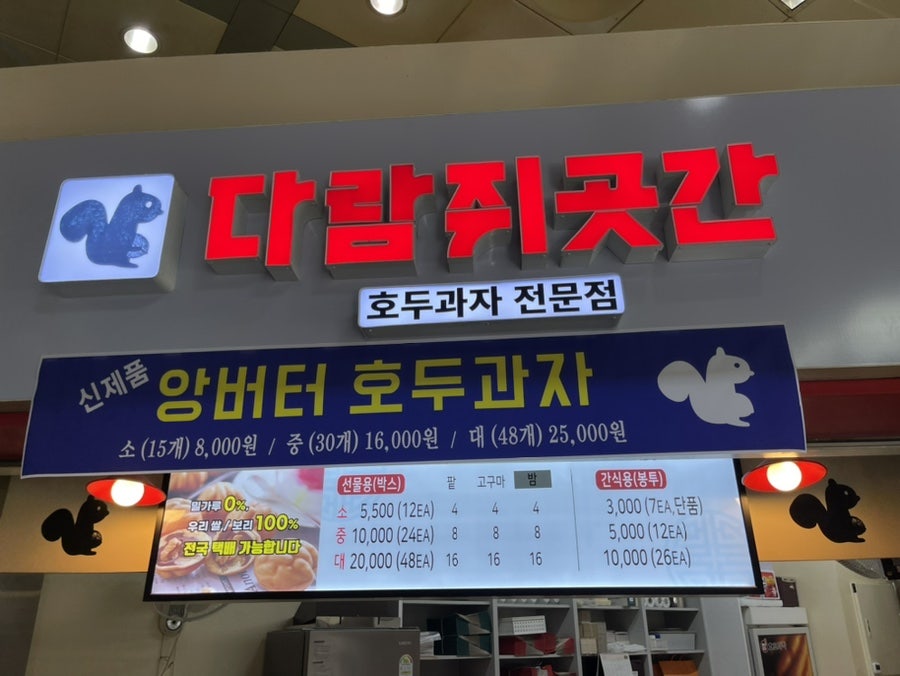 다람쥐곳간
호두과자 전문점
신제품 앙버터 호두과자
소 (15개) 8,000원 / 중 (30개) 16,000원 / 대 (48개) 25,000원
밀가루 0%,
우리 쌀/보리 100%
전국 택배 가능합니다
선물용(박스) 팥 고구마 밤
소 5,500 (12EA) 4 4 4
중 10,000 (24EA) 8 8 8
대 20,000 (48EA) 16 16 16
간식용(봉투)
3,000 (7EA,단품)
5,000 (12EA)
10,000 (26EA)